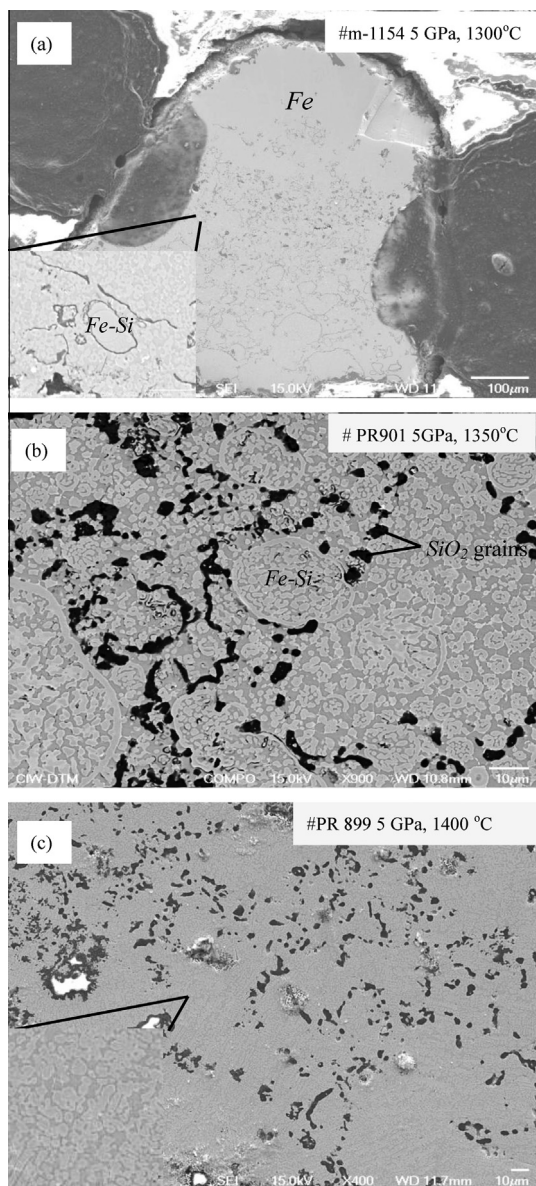 (a)
#m-1154 5 GPa, 1300°C
Fe
Fe-Si
SEI 15.0kV WD 11
100μm
(b)
# PR901 5GPa, 1350°C
SiO₂ grains
Fe-Si
CIW-DTM COMPO 15.0kV X900 WD 10.8mm 10μm
(c)
#PR 899 5 GPa, 1400 °C
SEI 15.0kV X400 WD 11.7mm 10μm